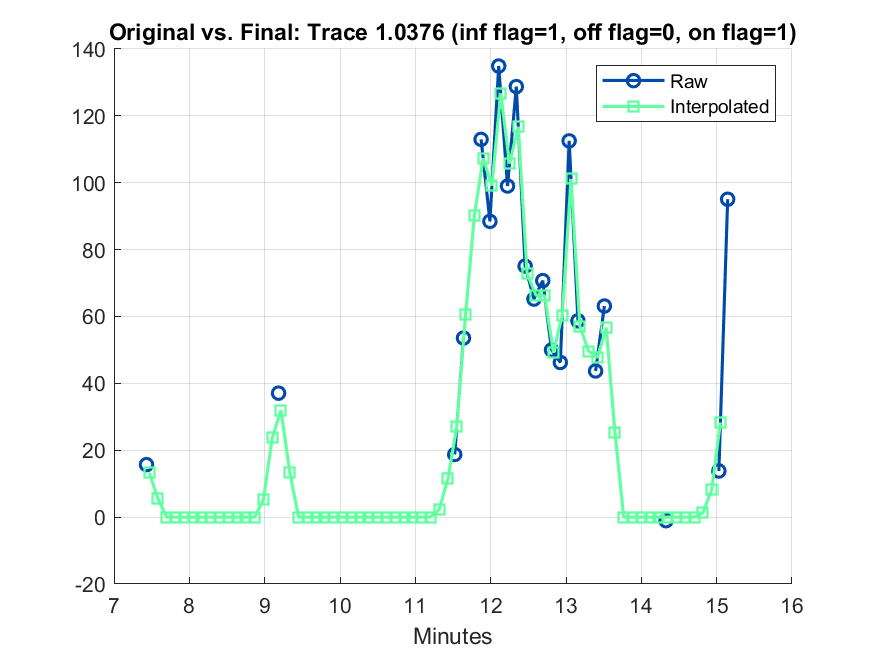 Original vs. Final: Trace 1.0376 (inf flag=1, off flag=0, on flag=1)
140
120
100
80
60
40
20
0
-20
Raw
Interpolated
7 8 9 10 11 12 13 14 15 16
Minutes